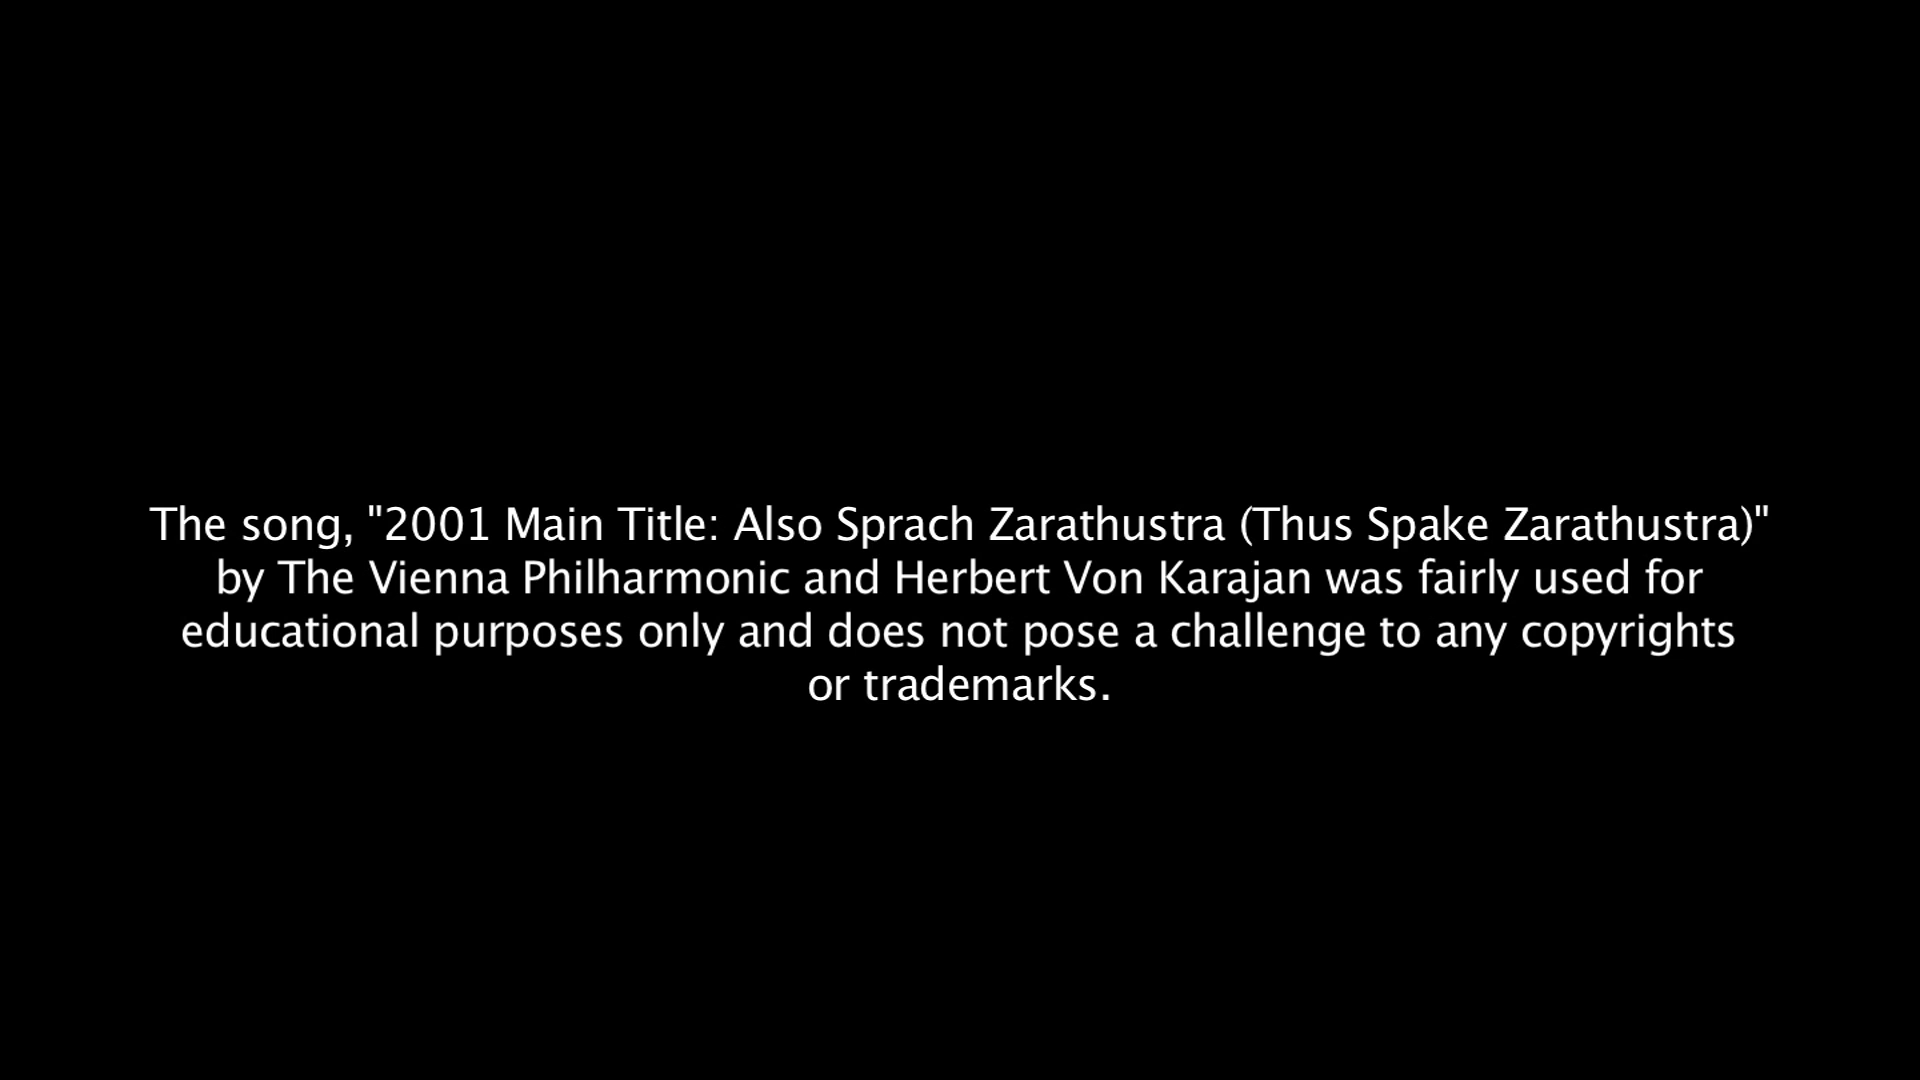 The song, "2001 Main Title: Also Sprach Zarathustra (Thus Spake Zarathustra)"
by The Vienna Philharmonic and Herbert Von Karajan was fairly used for
educational purposes only and does not pose a challenge to any copyrights
or trademarks.